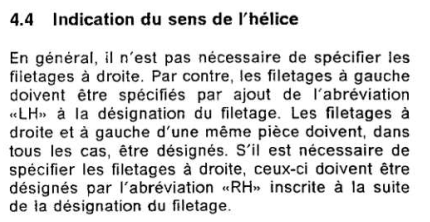 4.4 Indication du sens de l'hélice
En général, il n'est pas nécessaire de spécifier les
filetages à droite. Par contre, les filetages à gauche
doivent être spécifiés par ajout de l'abréviation
«LH» à la désignation du filetage. Les filetages à
droite et à gauche d'une même pièce doivent, dans
tous les cas, être désignés. S'il est nécessaire de
spécifier les filetages à droite, ceux-ci doivent être
désignés par l'abréviation «RH» inscrite à la suite
de la désignation du filetage.